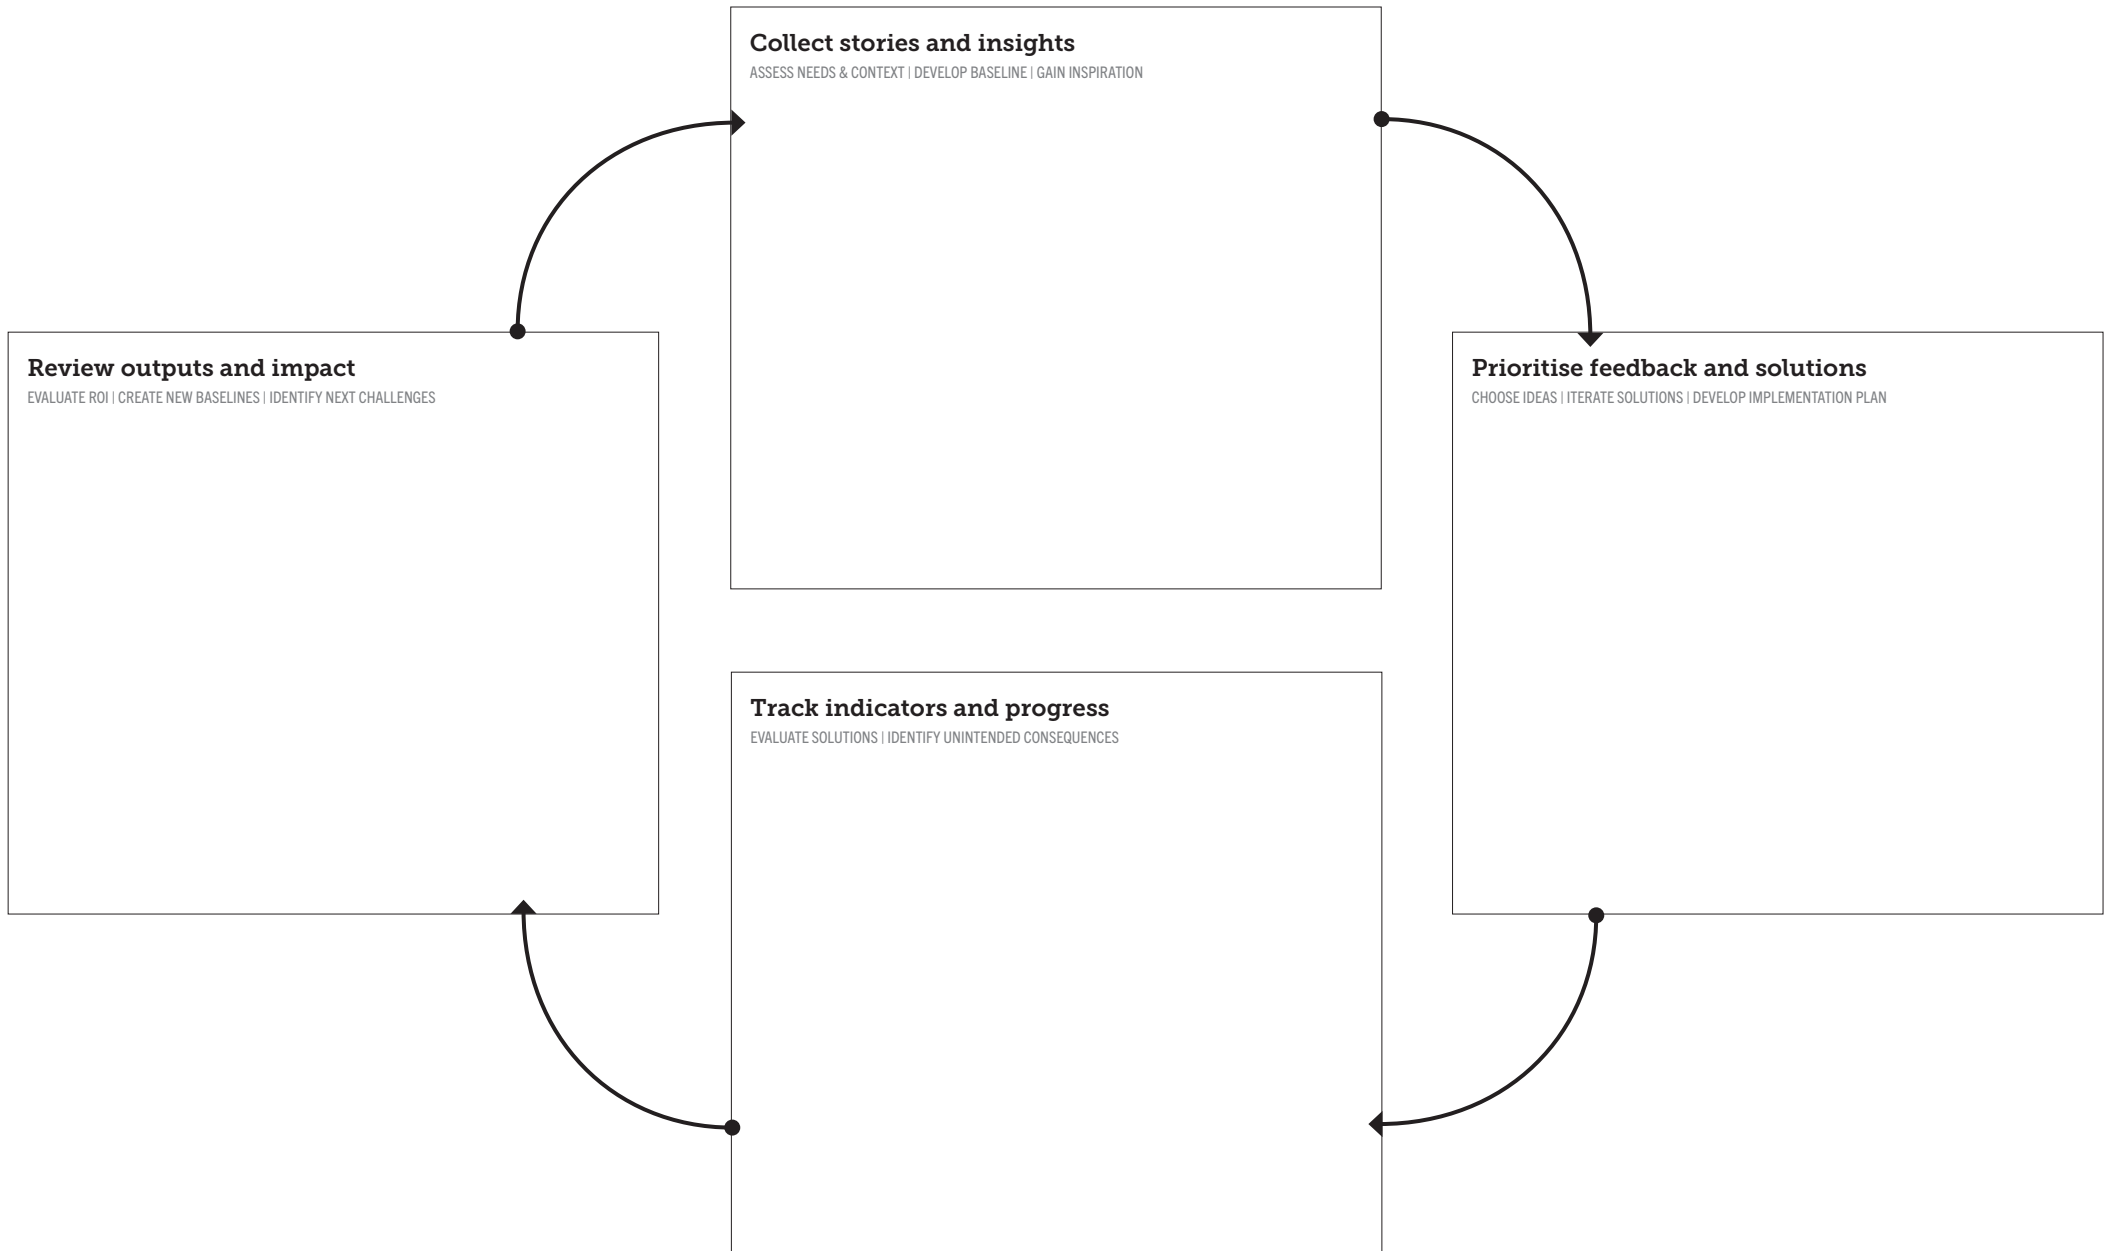 Collect stories and insights
ASSESS NEEDS & CONTEXT | DEVELOP BASELINE | GAIN INSPIRATION
Review outputs and impact
EVALUATE ROI | CREATE NEW BASELINES | IDENTIFY NEXT CHALLENGES
Prioritise feedback and solutions
CHOOSE IDEAS | ITERATE SOLUTIONS | DEVELOP IMPLEMENTATION PLAN
Track indicators and progress
EVALUATE SOLUTIONS | IDENTIFY UNINTENDED CONSEQUENCES